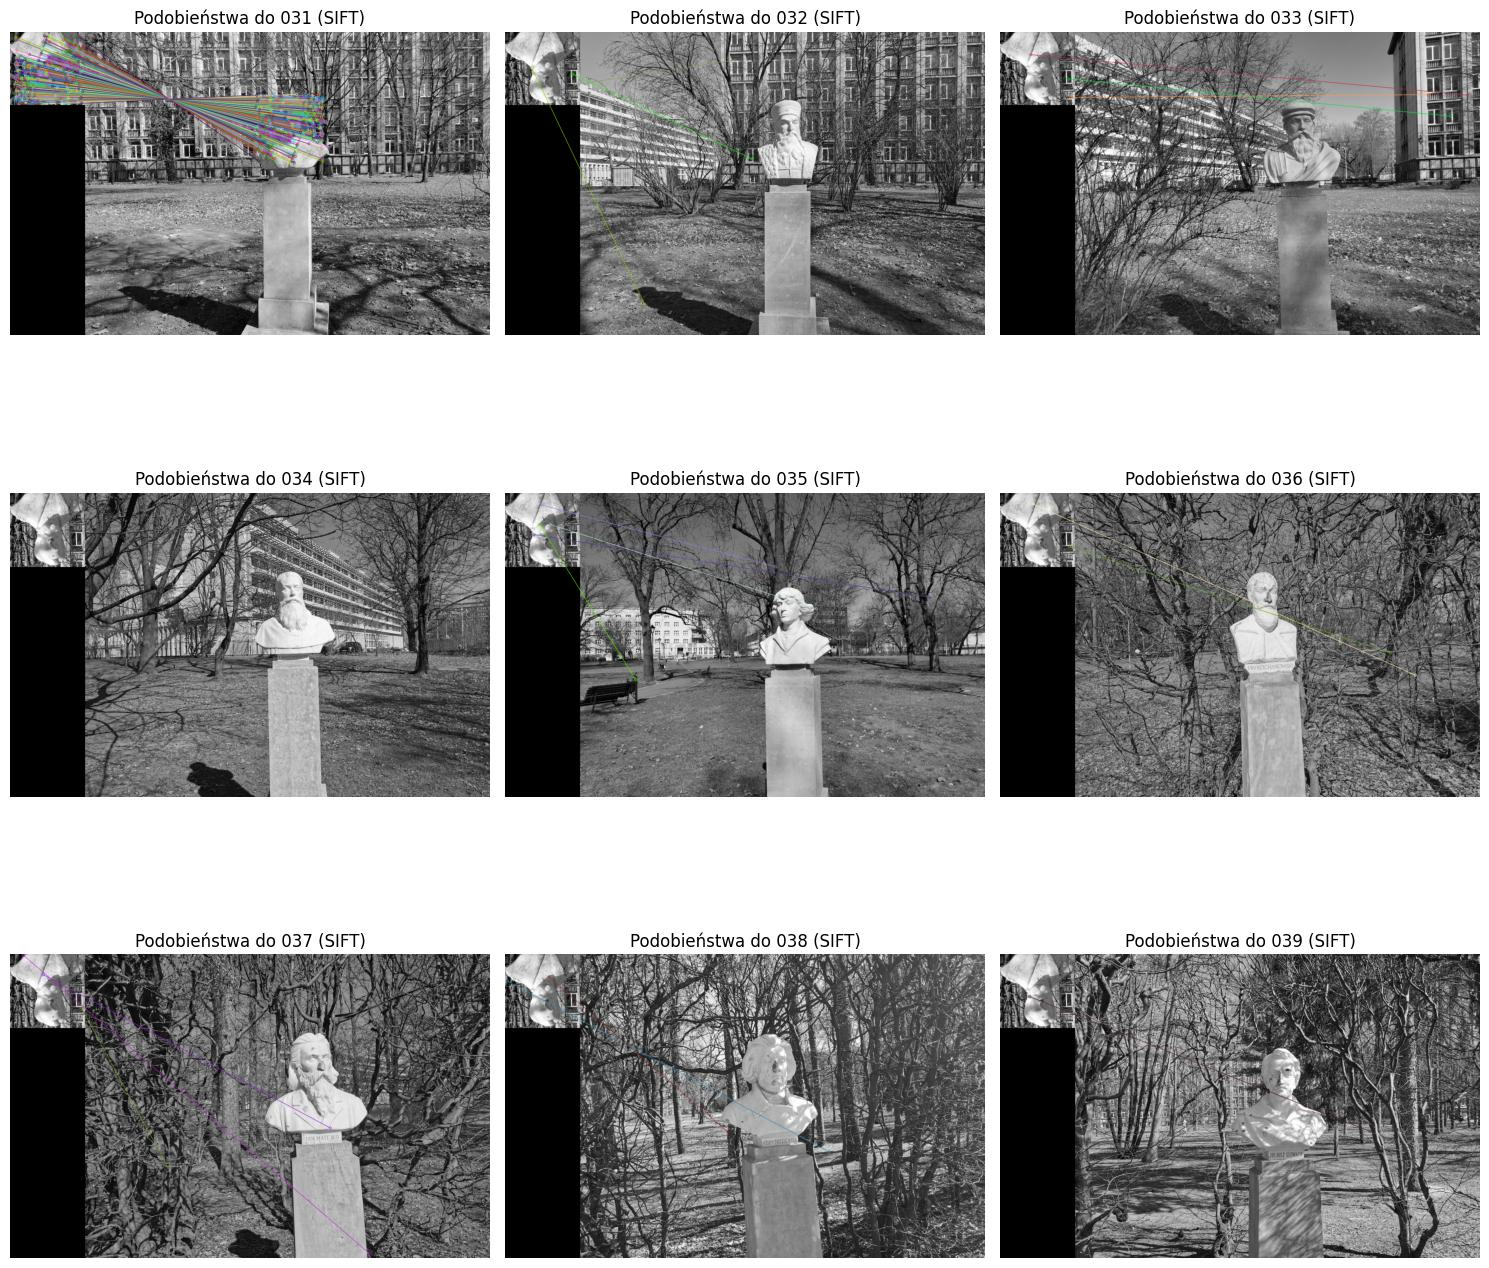 Podobieństwa do 031 (SIFT)
Podobieństwa do 032 (SIFT)
Podobieństwa do 033 (SIFT)
Podobieństwa do 034 (SIFT)
Podobieństwa do 035 (SIFT)
Podobieństwa do 036 (SIFT)
Podobieństwa do 037 (SIFT)
Podobieństwa do 038 (SIFT)
Podobieństwa do 039 (SIFT)